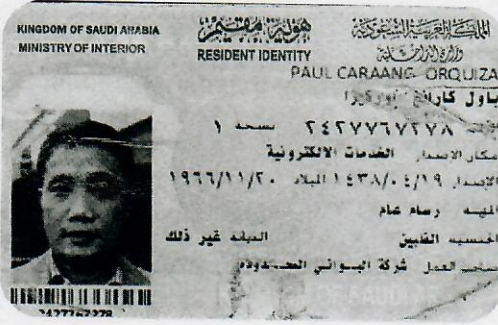 KINGDOM OF SAUDI ARABIA
MINISTRY OF INTERIOR
هوية مقيم
RESIDENT IDENTITY
المملكة العربية السعودية
وزارة الداخلية
PAUL CARAANG ORQUIZA
باول كارانج
٢٤٢٧٧٦٧٢٧٨ نسخة ١
مكان الاصدار الخدمات الالكترونية
الإصدار ١٤٣٨/٠٤/١٩ الميلاد ١٩٦٦/١١/٢٠
المهنة رسام عام
الجنسية الفلبين الديانة غير ذلك
صاحب العمل شركة البواني المحدودة
2427767278